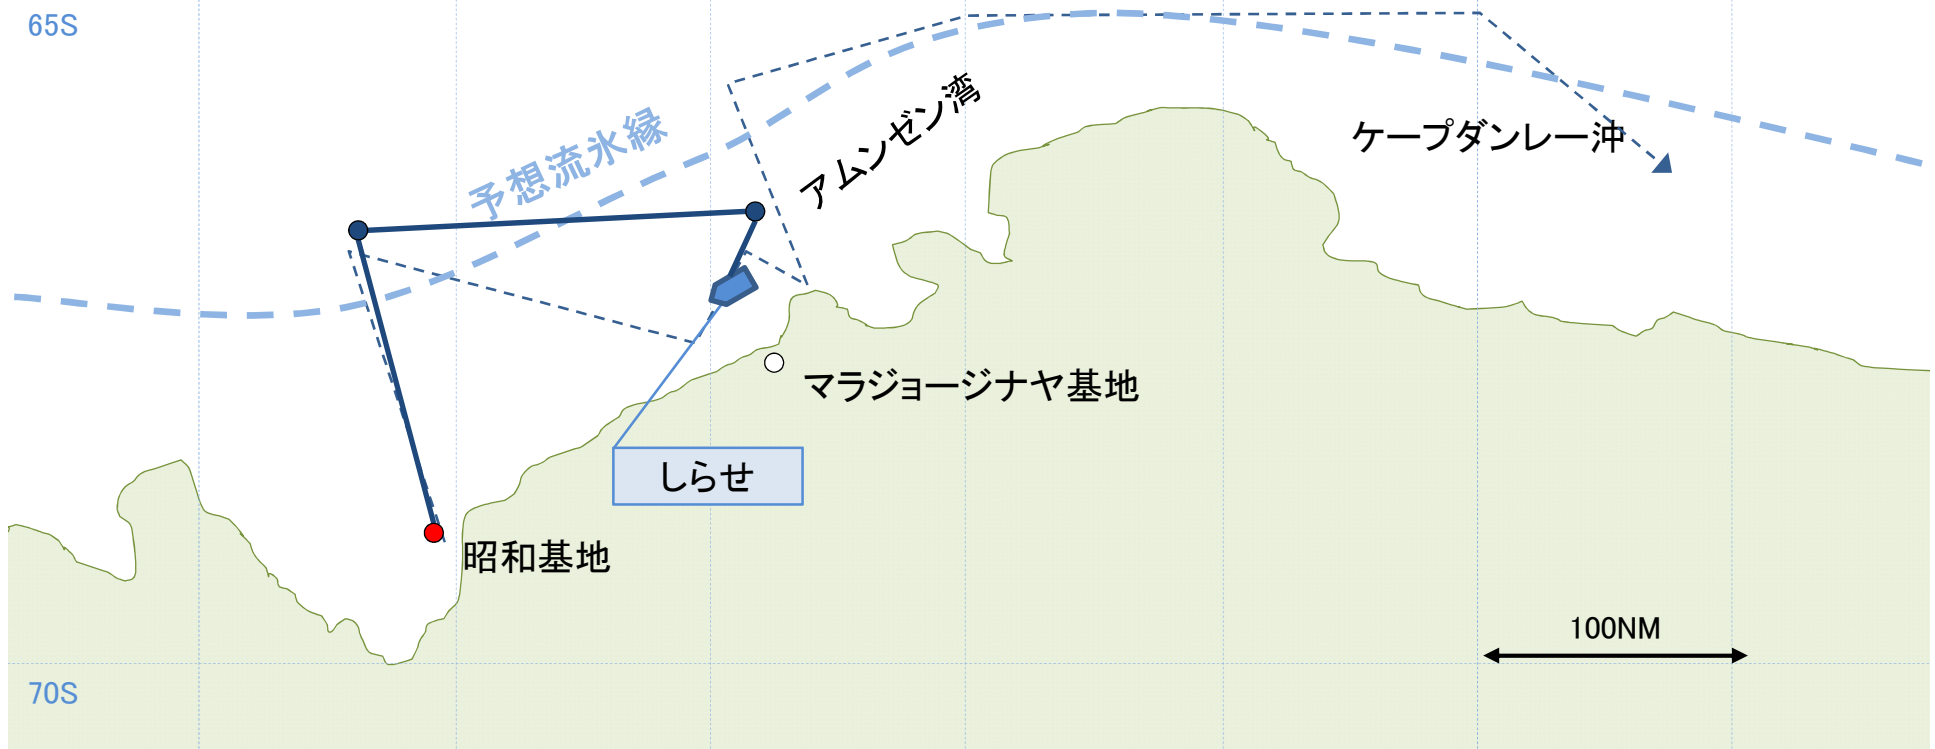 65S
予想流氷縁
アムンゼン湾
ケープダンレー沖
マラジョージナヤ基地
しらせ
昭和基地
100NM
70S